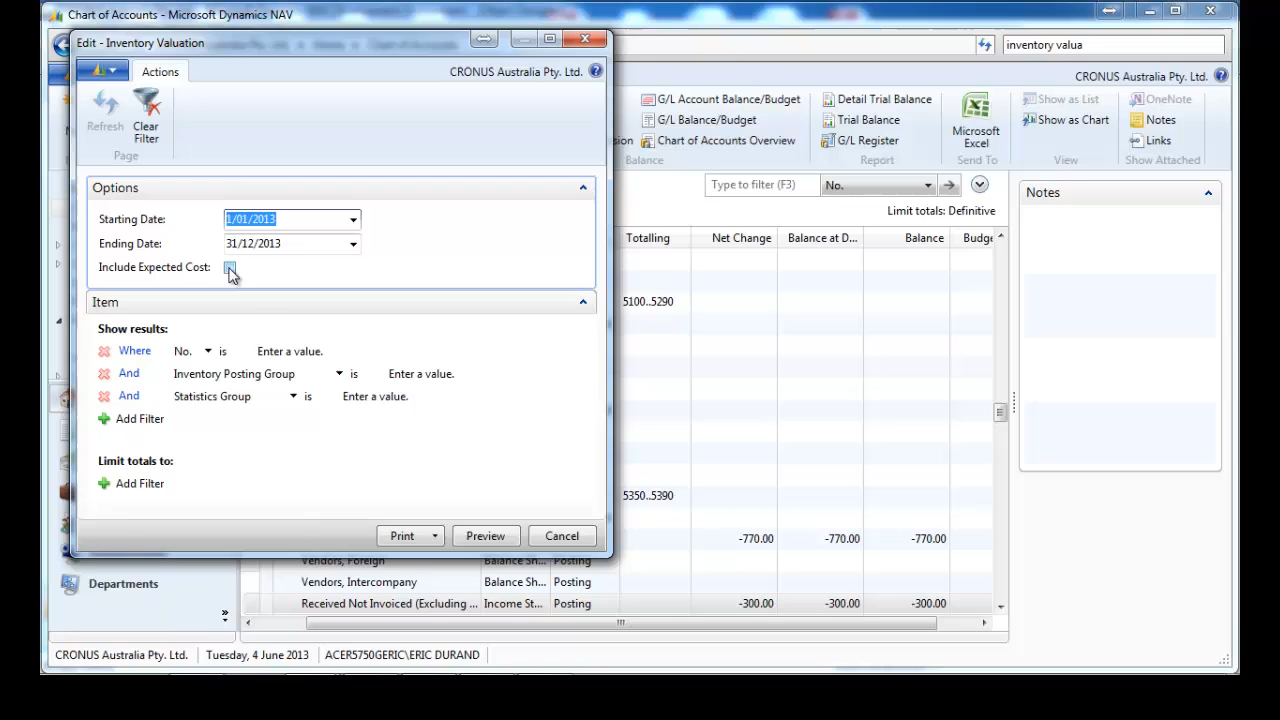 Chart of Accounts - Microsoft Dynamics NAV
inventory valua
CRONUS Australia Pty. Ltd.
Edit - Inventory Valuation
Actions
CRONUS Australia Pty. Ltd.
Refresh
Clear Filter
Page
Options
Starting Date: 1/01/2013
Ending Date: 31/12/2013
Include Expected Cost:
Item
Show results:
Where No. is Enter a value.
And Inventory Posting Group is Enter a value.
And Statistics Group is Enter a value.
Add Filter
Limit totals to:
Add Filter
Print Preview Cancel
G/L Account Balance/Budget
G/L Balance/Budget
Chart of Accounts Overview
Balance
Detail Trial Balance
Trial Balance
G/L Register
Report
Microsoft Excel
Send To
Show as List
Show as Chart
View
OneNote
Notes
Links
Show Attached
Type to filter (F3) No.
Limit totals: Definitive
Totalling Net Change Balance at D... Balance Budge
5100..5290
5350..5390
-770.00 -770.00 -770.00
Vendors, Foreign Balance Sh... Posting
Vendors, Intercompany Balance Sh... Posting
Received Not Invoiced (Excluding ... Income St... Posting -300.00 -300.00 -300.00
Notes
Departments
CRONUS Australia Pty. Ltd. Tuesday, 4 June 2013 ACER5750GERIC\ERIC DURAND